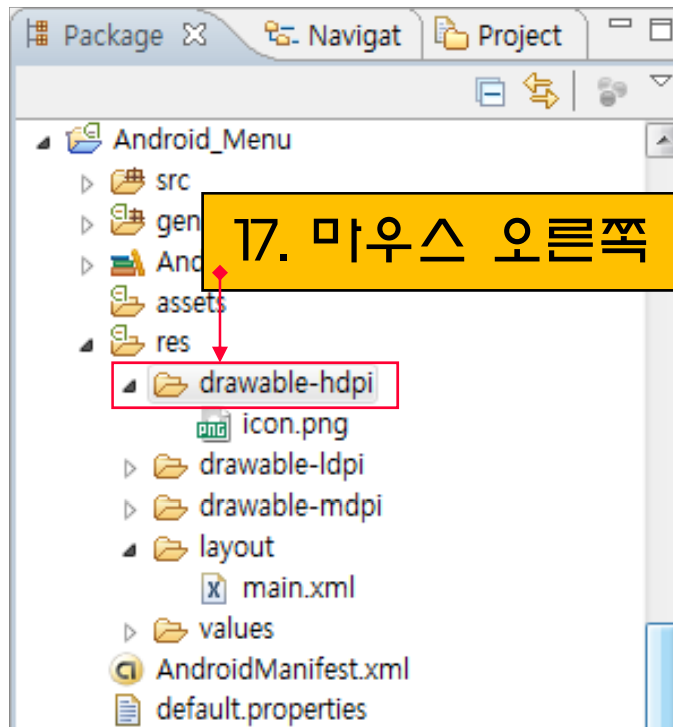 Package Navigat Project
Android_Menu
src
gen
And
17. 마우스 오른쪽
assets
res
drawable-hdpi
icon.png
drawable-ldpi
drawable-mdpi
layout
main.xml
values
AndroidManifest.xml
default.properties